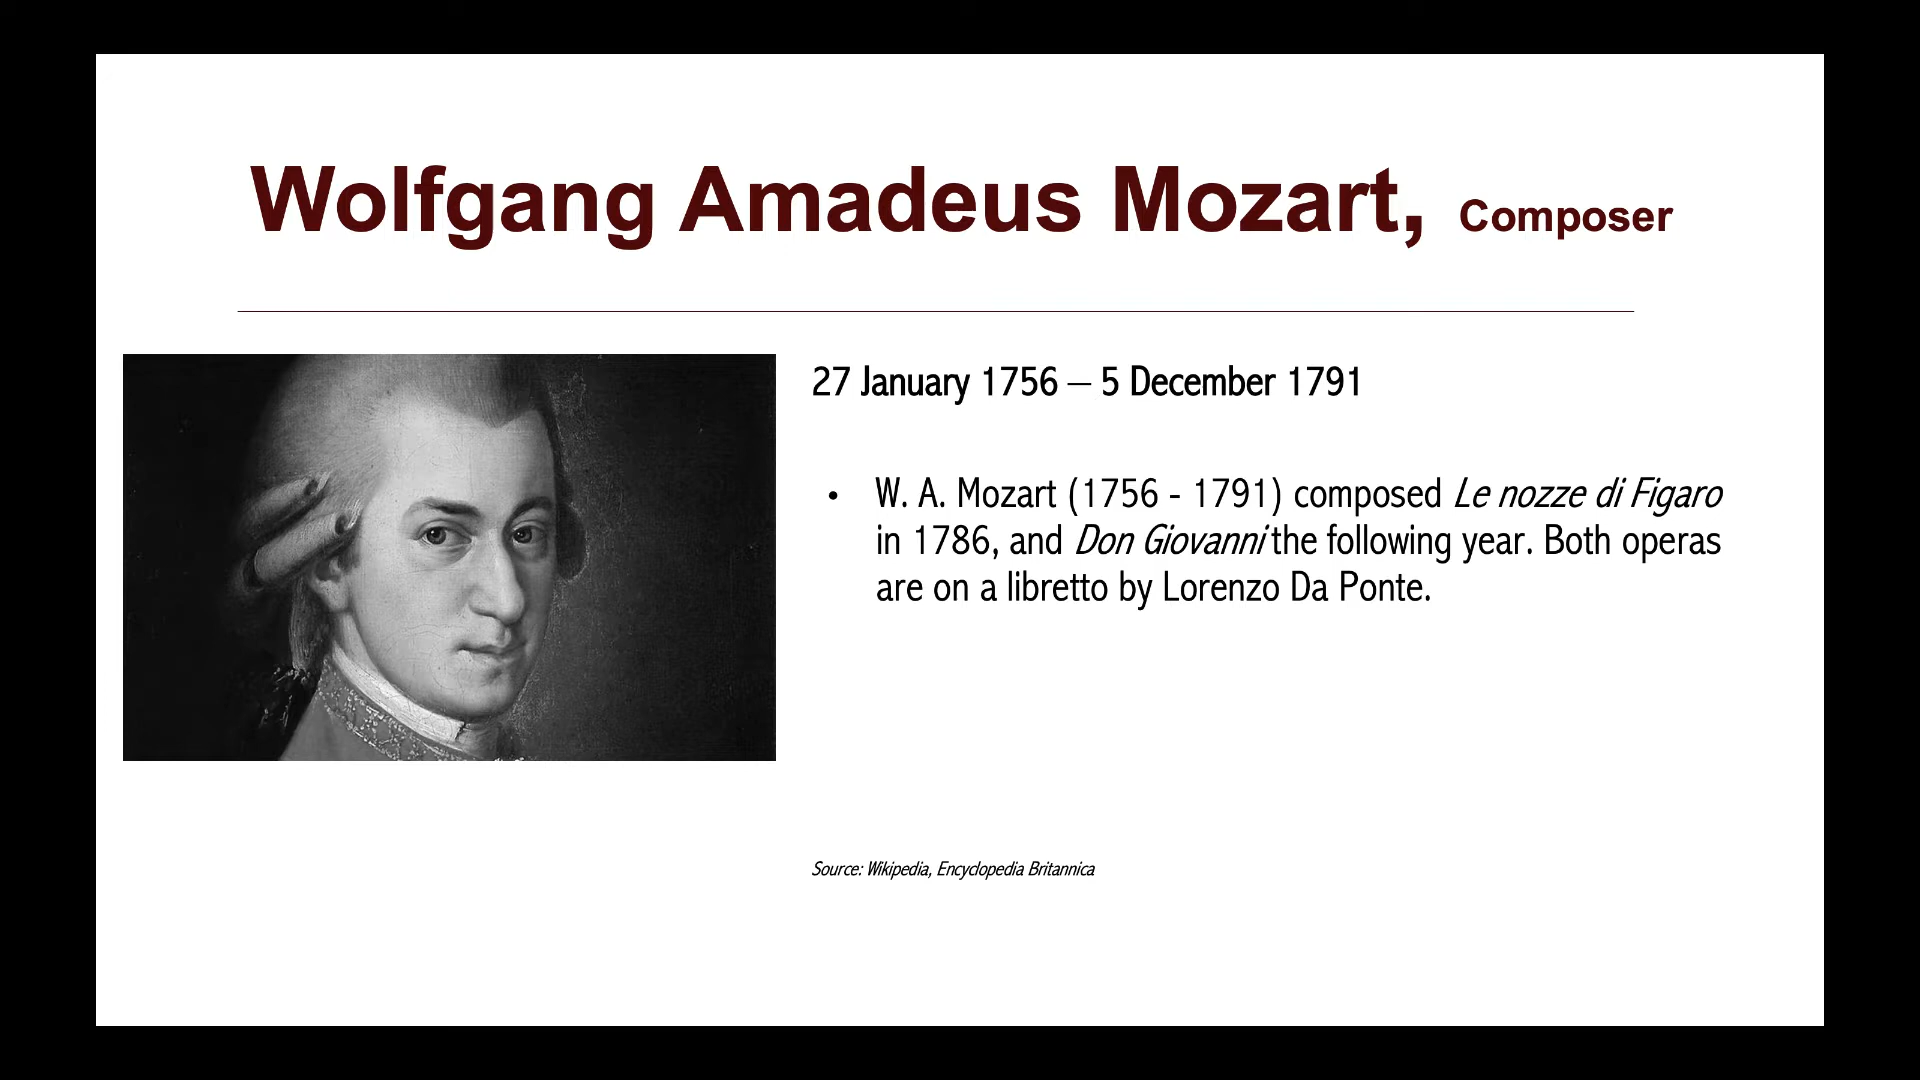 Wolfgang Amadeus Mozart, Composer
27 January 1756 – 5 December 1791
• W. A. Mozart (1756 - 1791) composed Le nozze di Figaro
in 1786, and Don Giovanni the following year. Both operas
are on a libretto by Lorenzo Da Ponte.
Source: Wikipedia, Encyclopedia Britannica